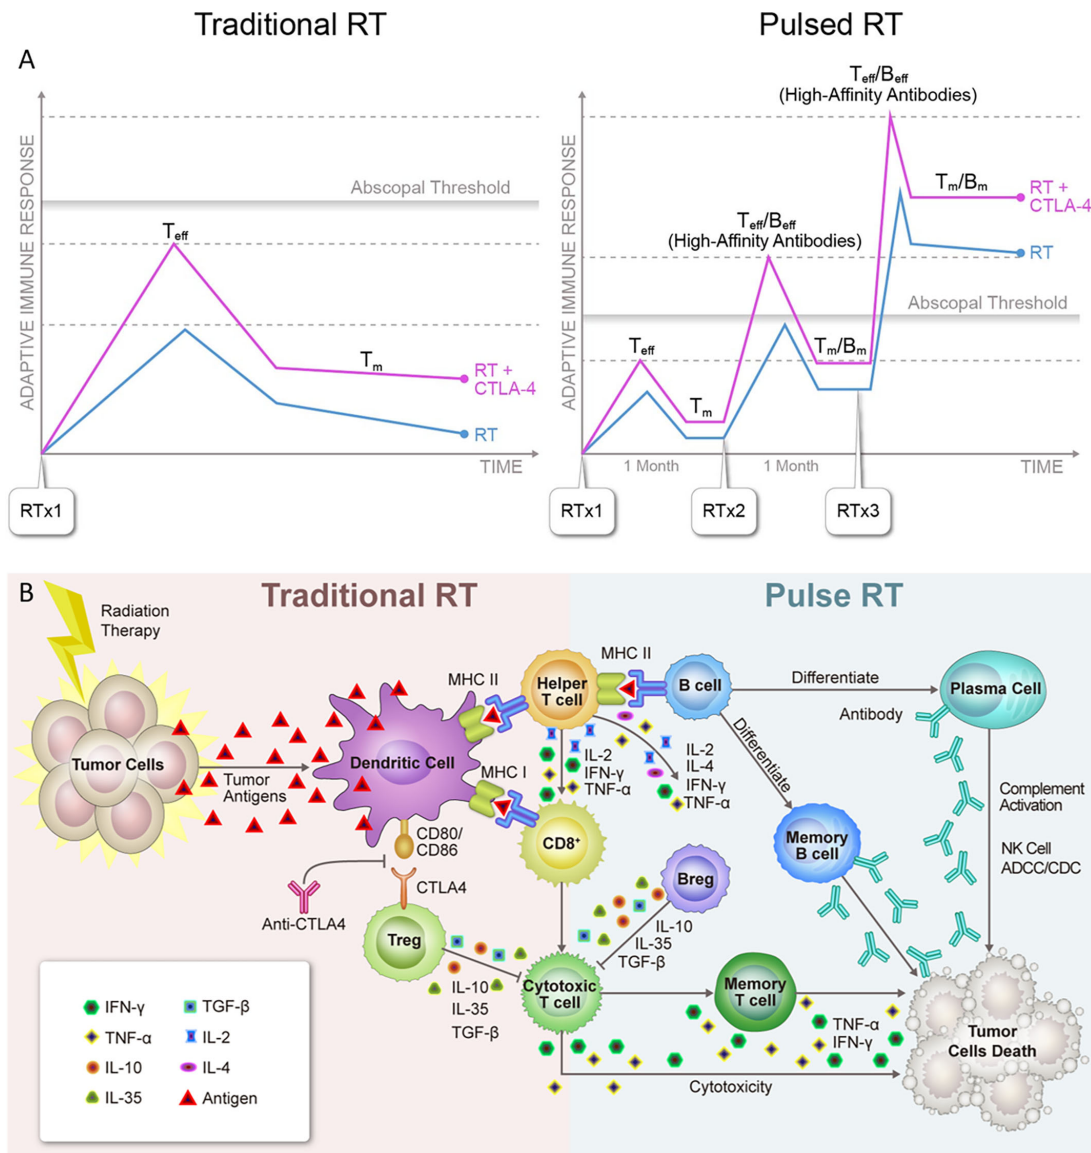 Traditional RT
Pulsed RT
A
ADAPTIVE IMMUNE RESPONSE
Abscopal Threshold
Teff
Tm
RT +
CTLA-4
RT
TIME
RTx1
ADAPTIVE IMMUNE RESPONSE
Teff/Beff
(High-Affinity Antibodies)
Teff/Beff
(High-Affinity Antibodies)
Tm/Bm
RT +
CTLA-4
RT
Abscopal Threshold
Teff
Tm/Bm
Tm
1 Month
1 Month
TIME
RTx1
RTx2
RTx3
B
Traditional RT
Pulse RT
Radiation
Therapy
Tumor Cells
Tumor
Antigens
Dendritic Cell
MHC II
MHC I
Helper
T cell
MHC II
B cell
Differentiate
Plasma Cell
Antibody
Differentiate
IL-2
IFN-γ
TNF-α
IL-2
IL-4
IFN-γ
TNF-α
Complement
Activation
NK Cell
ADCC/CDC
CD80/
CD86
CD8+
Memory
B cell
CTLA4
Anti-CTLA4
Breg
IL-10
IL-35
TGF-β
Treg
IL-10
IL-35
TGF-β
Cytotoxic
T cell
Memory
T cell
TNF-α
IFN-γ
Tumor
Cells Death
Cytotoxicity
IFN-γ
TGF-β
TNF-α
IL-2
IL-10
IL-4
IL-35
Antigen